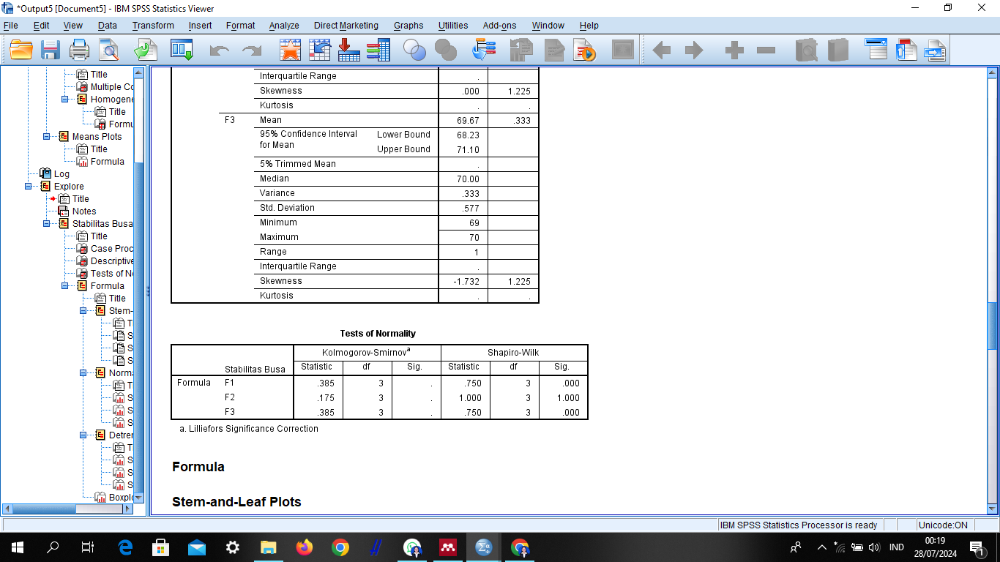 *Output5 [Document5] - IBM SPSS Statistics Viewer
File Edit View Data Transform Insert Format Analyze Direct Marketing Graphs Utilities Add-ons Window Help
Title
Multiple Co
Homogene
Title
Formu
Means Plots
Title
Formula
Log
Explore
Title
Notes
Stabilitas Busa
Title
Case Proc
Descriptive
Tests of N
Formula
Title
Stem-
T
S
S
S
Norma
T
S
S
S
Detrer
T
S
S
S
Boxplo
Interquartile Range .
Skewness .000 1.225
Kurtosis . .
F3 Mean 69.67 .333
95% Confidence Interval for Mean Lower Bound 68.23
Upper Bound 71.10
5% Trimmed Mean .
Median 70.00
Variance .333
Std. Deviation .577
Minimum 69
Maximum 70
Range 1
Interquartile Range .
Skewness -1.732 1.225
Kurtosis . .
Tests of Normality
Kolmogorov-Smirnovᵃ Shapiro-Wilk
Stabilitas Busa Statistic df Sig. Statistic df Sig.
Formula F1 .385 3 . .750 3 .000
F2 .175 3 . 1.000 3 1.000
F3 .385 3 . .750 3 .000
a. Lilliefors Significance Correction
Formula
Stem-and-Leaf Plots
IBM SPSS Statistics Processor is ready Unicode:ON
IND 00:19
28/07/2024 1